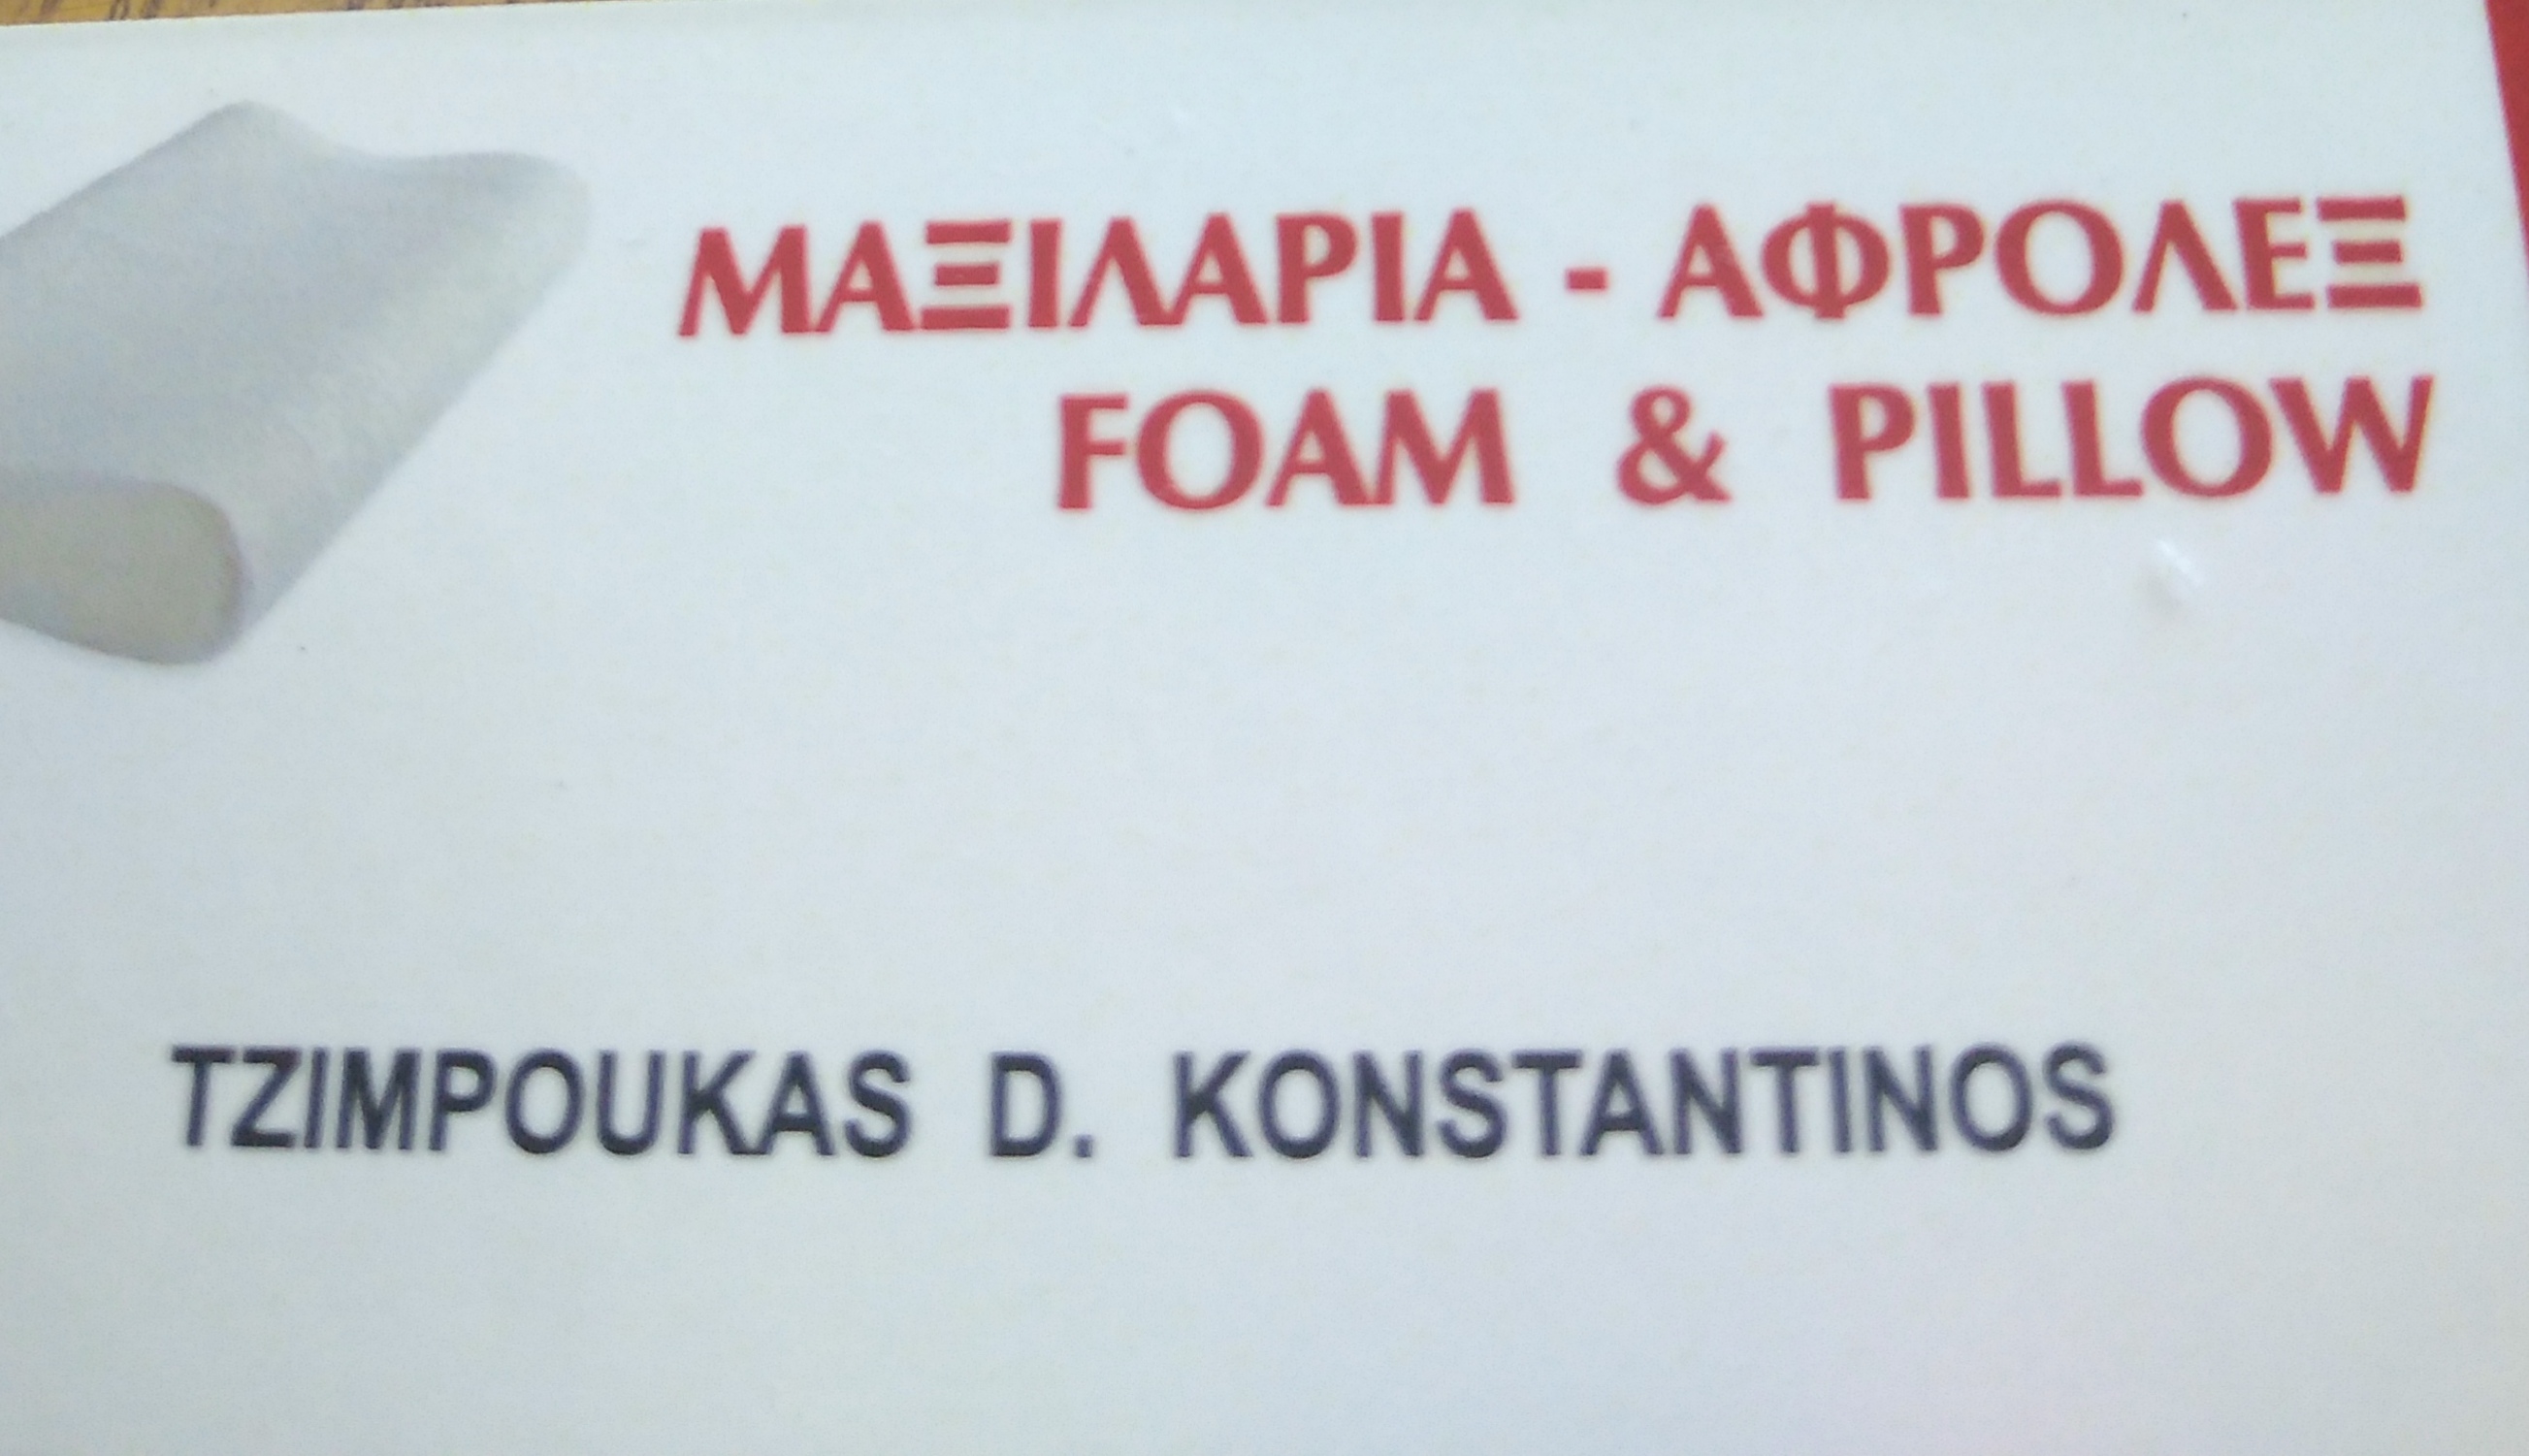 ΜΑΞΙΛΑΡΙΑ - ΑΦΡΟΛΕΞ
FOAM & PILLOW
TZIMPOUKAS D. KONSTANTINOS